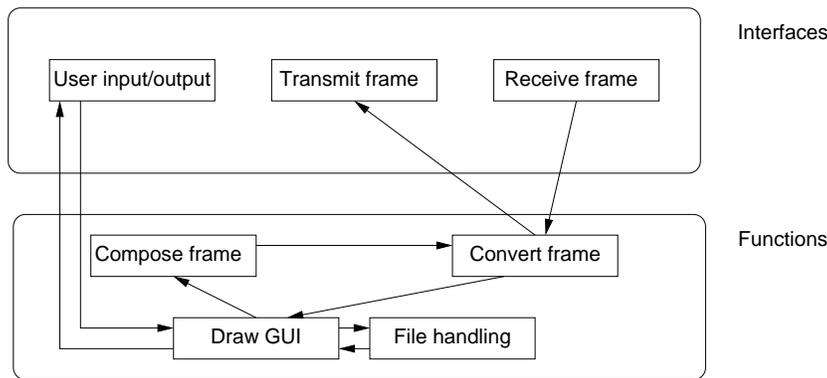 Interfaces
User input/output
Transmit frame
Receive frame
Compose frame
Convert frame
Functions
Draw GUI
File handling